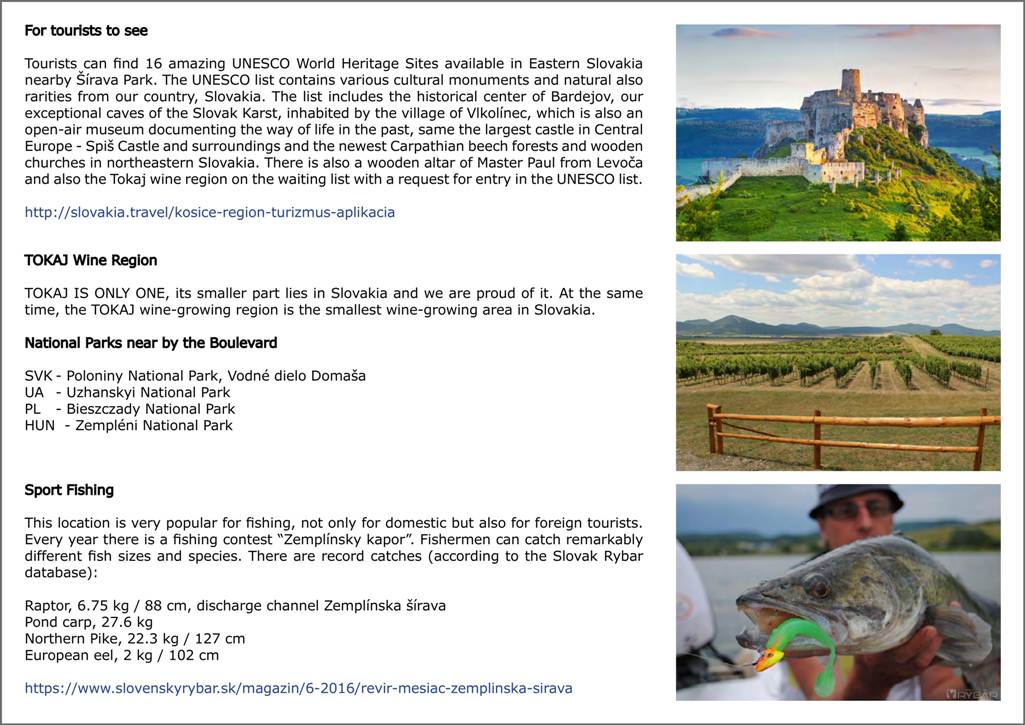 For tourists to see
Tourists can find 16 amazing UNESCO World Heritage Sites available in Eastern Slovakia
nearby Šírava Park. The UNESCO list contains various cultural monuments and natural also
rarities from our country, Slovakia. The list includes the historical center of Bardejov, our
exceptional caves of the Slovak Karst, inhabited by the village of Vlkolínec, which is also an
open-air museum documenting the way of life in the past, same the largest castle in Central
Europe - Spiš Castle and surroundings and the newest Carpathian beech forests and wooden
churches in northeastern Slovakia. There is also a wooden altar of Master Paul from Levoča
and also the Tokaj wine region on the waiting list with a request for entry in the UNESCO list.
http://slovakia.travel/kosice-region-turizmus-aplikacia
TOKAJ Wine Region
TOKAJ IS ONLY ONE, its smaller part lies in Slovakia and we are proud of it. At the same
time, the TOKAJ wine-growing region is the smallest wine-growing area in Slovakia.
National Parks near by the Boulevard
SVK - Poloniny National Park, Vodné dielo Domaša
UA - Uzhanskyi National Park
PL - Bieszczady National Park
HUN - Zempléni National Park
Sport Fishing
This location is very popular for fishing, not only for domestic but also for foreign tourists.
Every year there is a fishing contest “Zemplínsky kapor”. Fishermen can catch remarkably
different fish sizes and species. There are record catches (according to the Slovak Rybar
database):
Raptor, 6.75 kg / 88 cm, discharge channel Zemplínska šírava
Pond carp, 27.6 kg
Northern Pike, 22.3 kg / 127 cm
European eel, 2 kg / 102 cm
https://www.slovenskyrybar.sk/magazin/6-2016/revir-mesiac-zemplinska-sirava